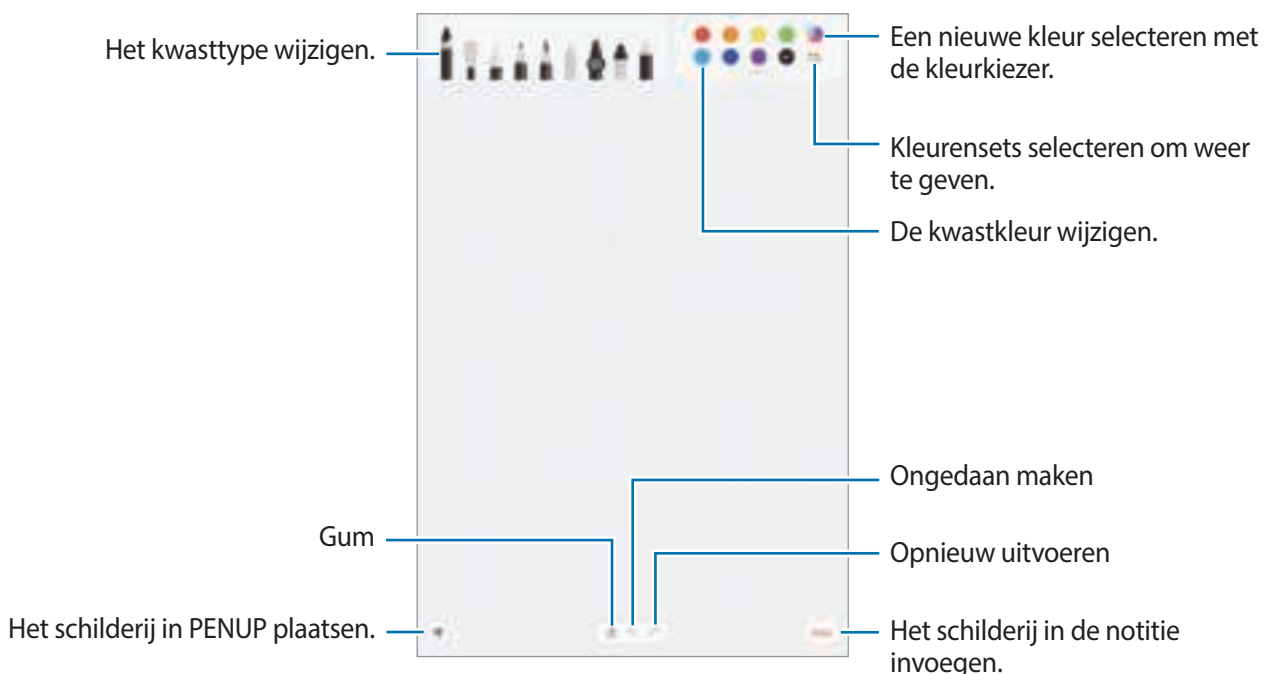 Het kwasttype wijzigen.
Een nieuwe kleur selecteren met
de kleurkiezer.
Kleurensets selecteren om weer
te geven.
De kwastkleur wijzigen.
Ongedaan maken
Gum
Opnieuw uitvoeren
Het schilderij in PENUP plaatsen.
Het schilderij in de notitie
invoegen.